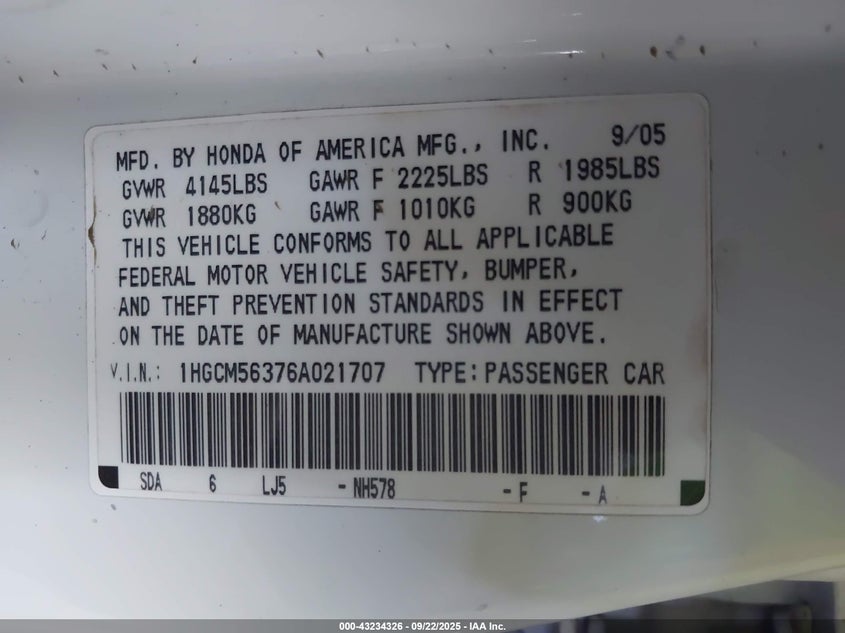 MFD. BY HONDA OF AMERICA MFG., INC. 9/05
GVWR 4145LBS GAWR F 2225LBS R 1985LBS
GVWR 1880KG GAWR F 1010KG R 900KG
THIS VEHICLE CONFORMS TO ALL APPLICABLE
FEDERAL MOTOR VEHICLE SAFETY, BUMPER,
AND THEFT PREVENTION STANDARDS IN EFFECT
ON THE DATE OF MANUFACTURE SHOWN ABOVE.
V.I.N.: 1HGCM56376A021707 TYPE: PASSENGER CAR
SDA 6 LJ5 - NH578 - F - A
000-43234326 - 09/22/2025 - IAA Inc.